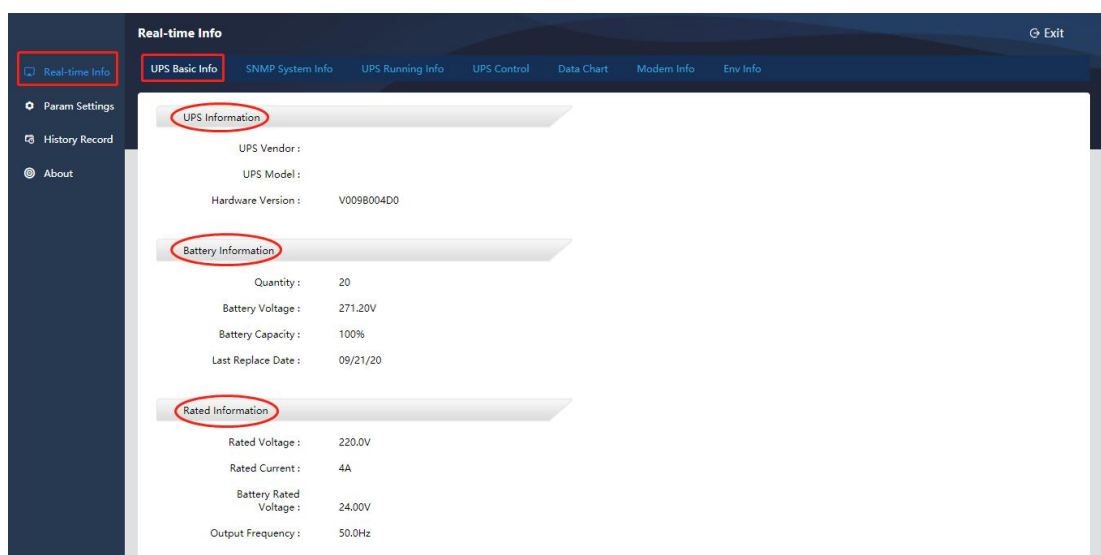 Real-time Info
Exit
Real-time Info
UPS Basic Info SNMP System Info UPS Running Info UPS Control Data Chart Modem Info Env Info
Param Settings
History Record
About
UPS Information
UPS Vendor :
UPS Model :
Hardware Version : V009B004D0
Battery Information
Quantity : 20
Battery Voltage : 271.20V
Battery Capacity : 100%
Last Replace Date : 09/21/20
Rated Information
Rated Voltage : 220.0V
Rated Current : 4A
Battery Rated
Voltage : 24.00V
Output Frequency : 50.0Hz